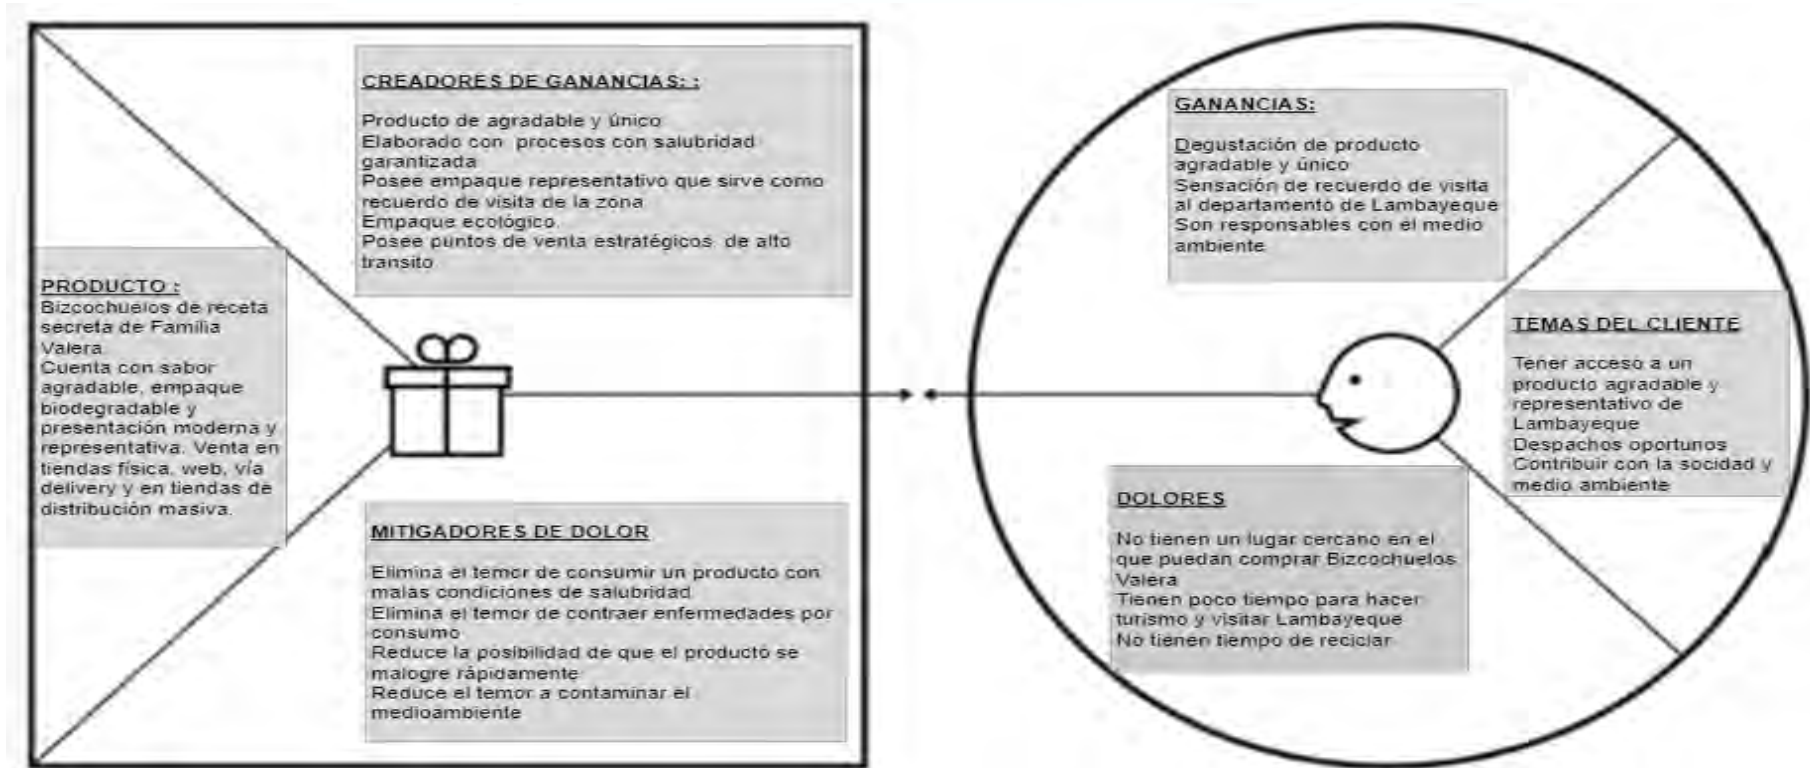 CREADORES DE GANANCIAS: :
Producto de agradable y único
Elaborado con procesos con salubridad
garantizada
Posee empaque representativo que sirve como
recuerdo de visita de la zona
Empaque ecológico.
Posee puntos de venta estratégicos de alto
transito
PRODUCTO :
Bizcochuelos de receta
secreta de Familia
Valera.
Cuenta con sabor
agradable, empaque
biodegradable y
presentación moderna y
representativa. Venta en
tiendas física, web, vía
delivery y en tiendas de
distribución masiva.
MITIGADORES DE DOLOR
Elimina el temor de consumir un producto con
malas condiciones de salubridad
Elimina el temor de contraer enfermedades por
consumo
Reduce la posibilidad de que el producto se
malogre rápidamente
Reduce el temor a contaminar el
medioambiente
GANANCIAS:
Degustación de producto
agradable y único
Sensación de recuerdo de visita
al departamento de Lambayeque
Son responsables con el medio
ambiente
TEMAS DEL CLIENTE
Tener acceso a un
producto agradable y
representativo de
Lambayeque
Despachos oportunos
Contribuir con la socidad y
medio ambiente
DOLORES
No tienen un lugar cercano en el
que puedan comprar Bizcochuelos
Valera
Tienen poco tiempo para hacer
turismo y visitar Lambayeque
No tienen tiempo de reciclar